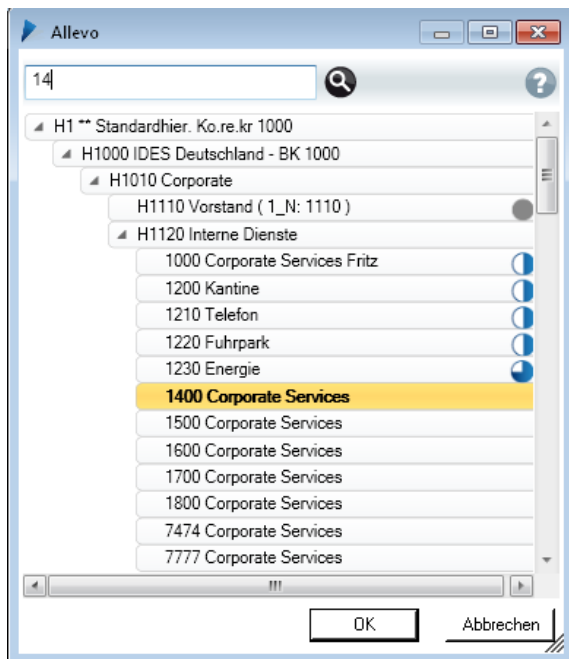 Allevo
14
?
H1 ** Standardhier. Ko.re.kr 1000
H1000 IDES Deutschland - BK 1000
H1010 Corporate
H1110 Vorstand ( 1_N: 1110 )
H1120 Interne Dienste
1000 Corporate Services Fritz
1200 Kantine
1210 Telefon
1220 Fuhrpark
1230 Energie
1400 Corporate Services
1500 Corporate Services
1600 Corporate Services
1700 Corporate Services
1800 Corporate Services
7474 Corporate Services
7777 Corporate Services
OK Abbrechen